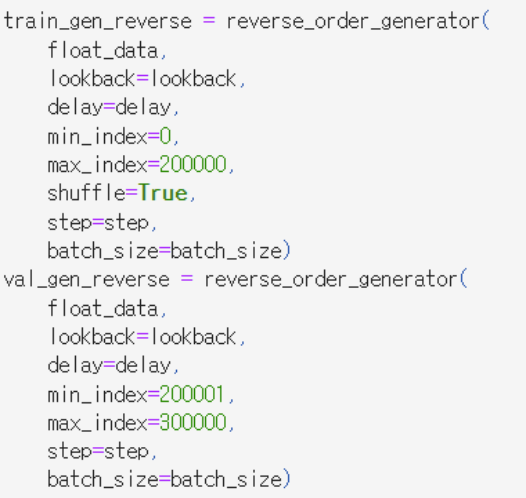 train_gen_reverse = reverse_order_generator(
    float_data,
    lookback=lookback,
    delay=delay,
    min_index=0,
    max_index=200000,
    shuffle=True,
    step=step,
    batch_size=batch_size)
val_gen_reverse = reverse_order_generator(
    float_data,
    lookback=lookback,
    delay=delay,
    min_index=200001,
    max_index=300000,
    step=step,
    batch_size=batch_size)